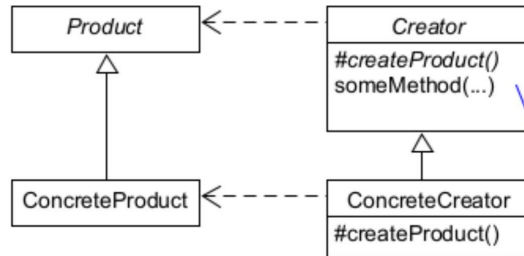 Product
Creator
#createProduct()
someMethod(...)
ConcreteProduct
ConcreteCreator
#createProduct()